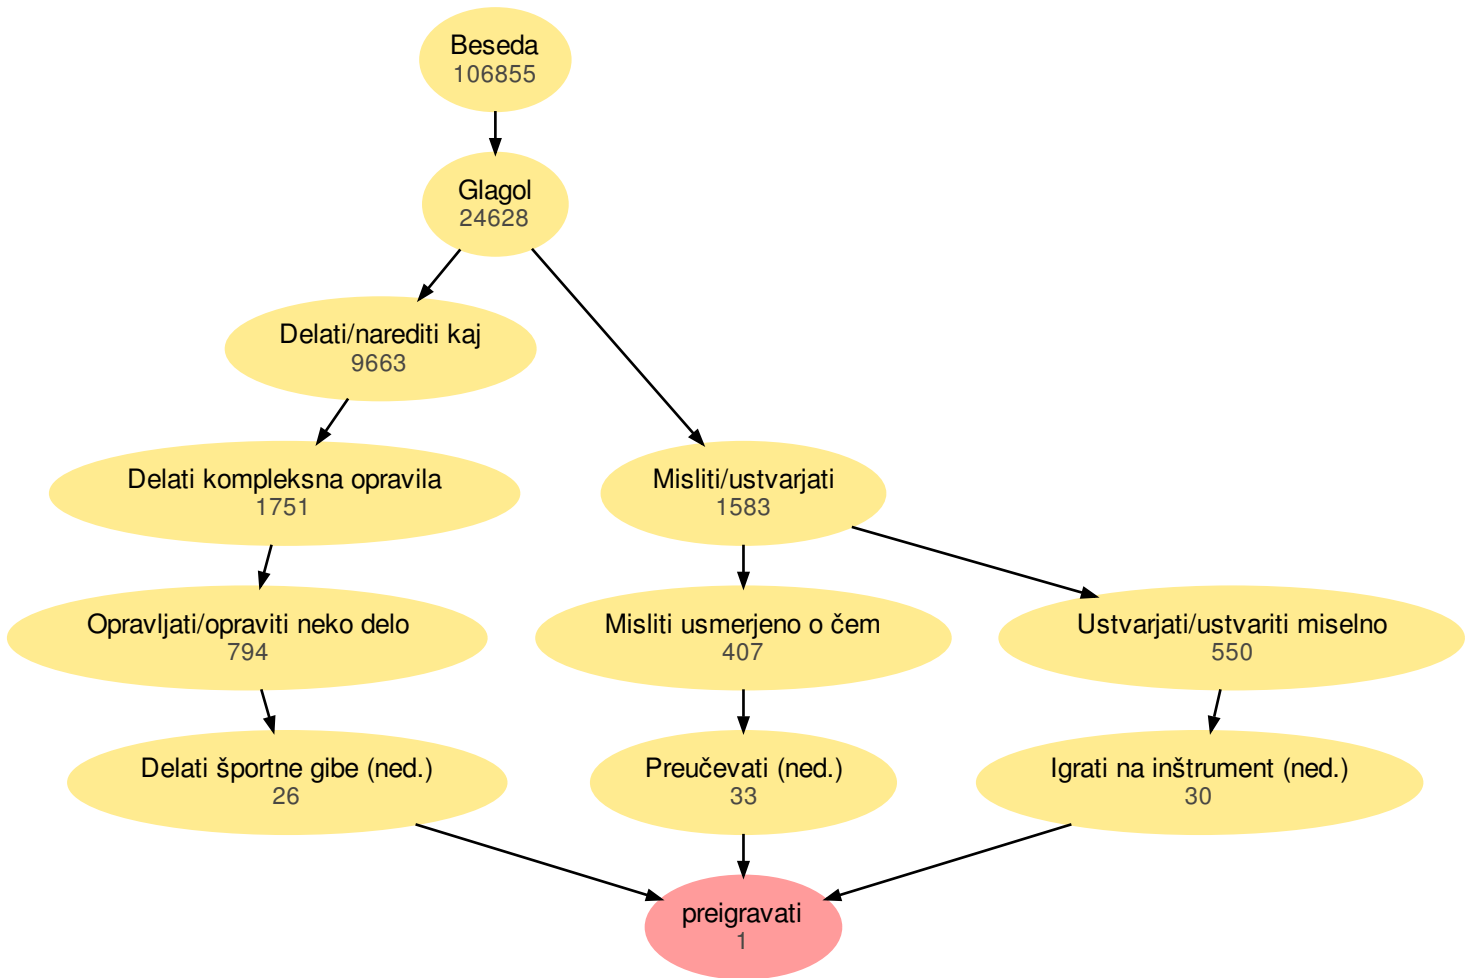 Beseda
106855
Glagol
24628
Delati/narediti kaj
9663
Delati kompleksna opravila
1751
Misliti/ustvarjati
1583
Opravljati/opraviti neko delo
794
Misliti usmerjeno o čem
407
Ustvarjati/ustvariti miselno
550
Delati športne gibe (ned.)
26
Preučevati (ned.)
33
Igrati na inštrument (ned.)
30
preigravati
1